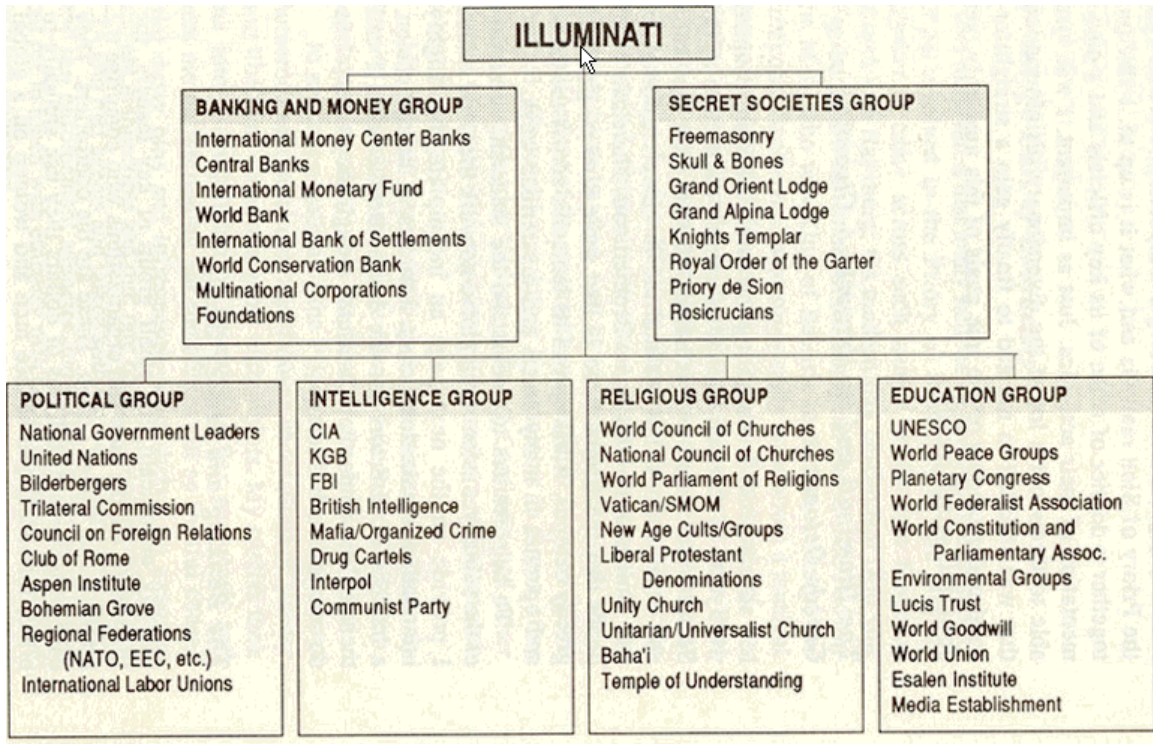 ILLUMINATI
BANKING AND MONEY GROUP
International Money Center Banks
Central Banks
International Monetary Fund
World Bank
International Bank of Settlements
World Conservation Bank
Multinational Corporations
Foundations
SECRET SOCIETIES GROUP
Freemasonry
Skull & Bones
Grand Orient Lodge
Grand Alpina Lodge
Knights Templar
Royal Order of the Garter
Priory de Sion
Rosicrucians
POLITICAL GROUP
National Government Leaders
United Nations
Bilderbergers
Trilateral Commission
Council on Foreign Relations
Club of Rome
Aspen Institute
Bohemian Grove
Regional Federations
(NATO, EEC, etc.)
International Labor Unions
INTELLIGENCE GROUP
CIA
KGB
FBI
British Intelligence
Mafia/Organized Crime
Drug Cartels
Interpol
Communist Party
RELIGIOUS GROUP
World Council of Churches
National Council of Churches
World Parliament of Religions
Vatican/SMOM
New Age Cults/Groups
Liberal Protestant
Denominations
Unity Church
Unitarian/Universalist Church
Baha'i
Temple of Understanding
EDUCATION GROUP
UNESCO
World Peace Groups
Planetary Congress
World Federalist Association
World Constitution and
Parliamentary Assoc.
Environmental Groups
Lucis Trust
World Goodwill
World Union
Esalen Institute
Media Establishment